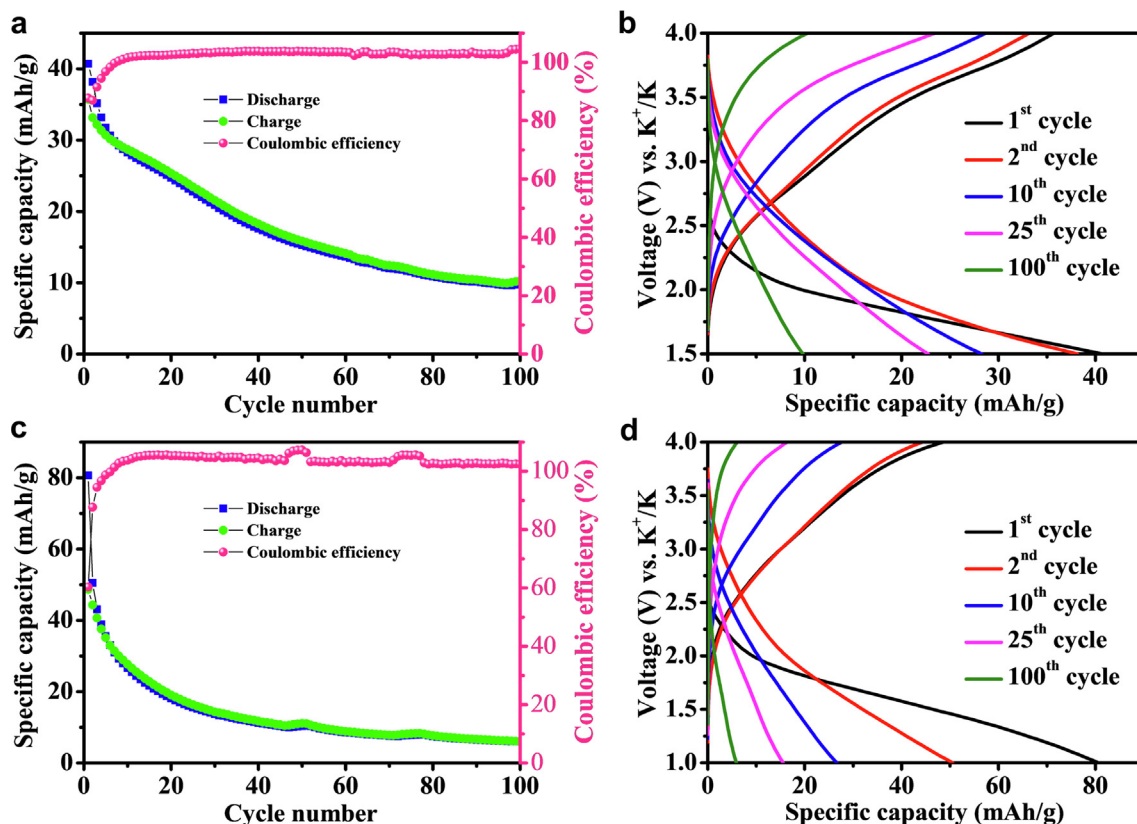 a
Specific capacity (mAh/g)
40
30
20
10
0
Discharge
Charge
Coulombic efficiency
100
80
60
40
20
0
Coulombic efficiency (%)
0 20 40 60 80 100
Cycle number
b
Voltage (V) vs. K⁺/K
4.0
3.5
3.0
2.5
2.0
1.5
1ˢᵗ cycle
2ⁿᵈ cycle
10ᵗʰ cycle
25ᵗʰ cycle
100ᵗʰ cycle
0 10 20 30 40
Specific capacity (mAh/g)
c
Specific capacity (mAh/g)
80
60
40
20
0
Discharge
Charge
Coulombic efficiency
100
80
60
40
20
0
Coulombic efficiency (%)
0 20 40 60 80 100
Cycle number
d
Voltage (V) vs. K⁺/K
4.0
3.5
3.0
2.5
2.0
1.5
1.0
1ˢᵗ cycle
2ⁿᵈ cycle
10ᵗʰ cycle
25ᵗʰ cycle
100ᵗʰ cycle
0 20 40 60 80
Specific capacity (mAh/g)